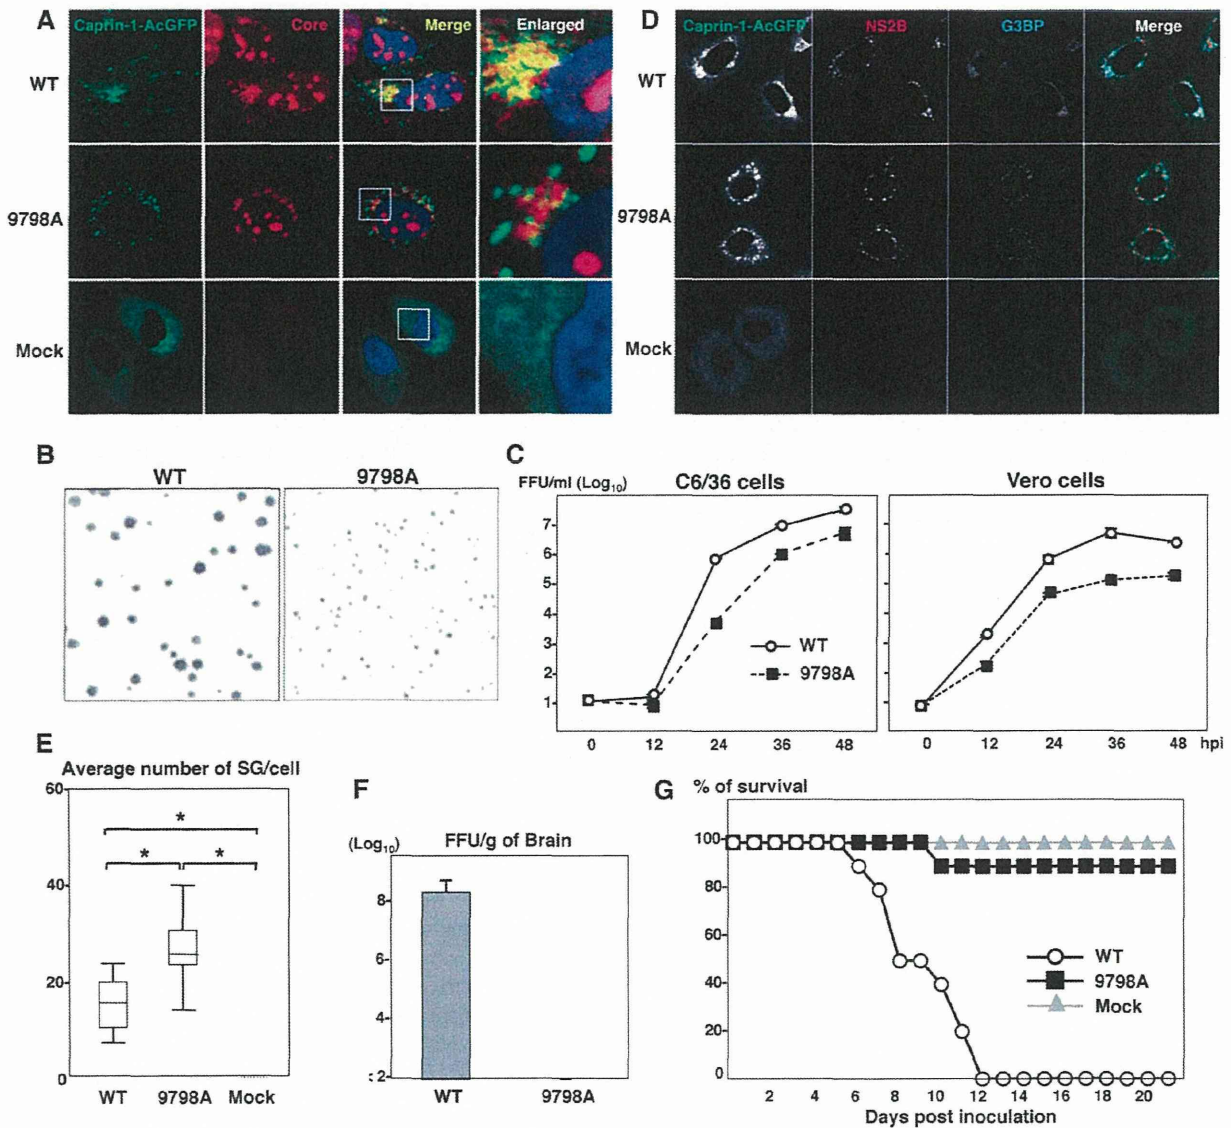 A
Caprin-1-AcGFP Core Merge Enlarged
WT
9798A
Mock
D
Caprin-1-AcGFP NS2B G3BP Merge
WT
9798A
Mock
B
WT 9798A
C
FFU/ml (Log10) C6/36 cells Vero cells
7
6
5
4
3
2
1
WT
9798A
0 12 24 36 48
0 12 24 36 48 hpi
E
Average number of SG/cell
60
40
20
0
* * *
WT 9798A Mock
F
(Log10) FFU/g of Brain
8
6
4
2
WT 9798A
G
% of survival
100
80
60
40
20
0
WT
9798A
Mock
2 4 6 8 10 12 14 16 18 20
Days post inoculation